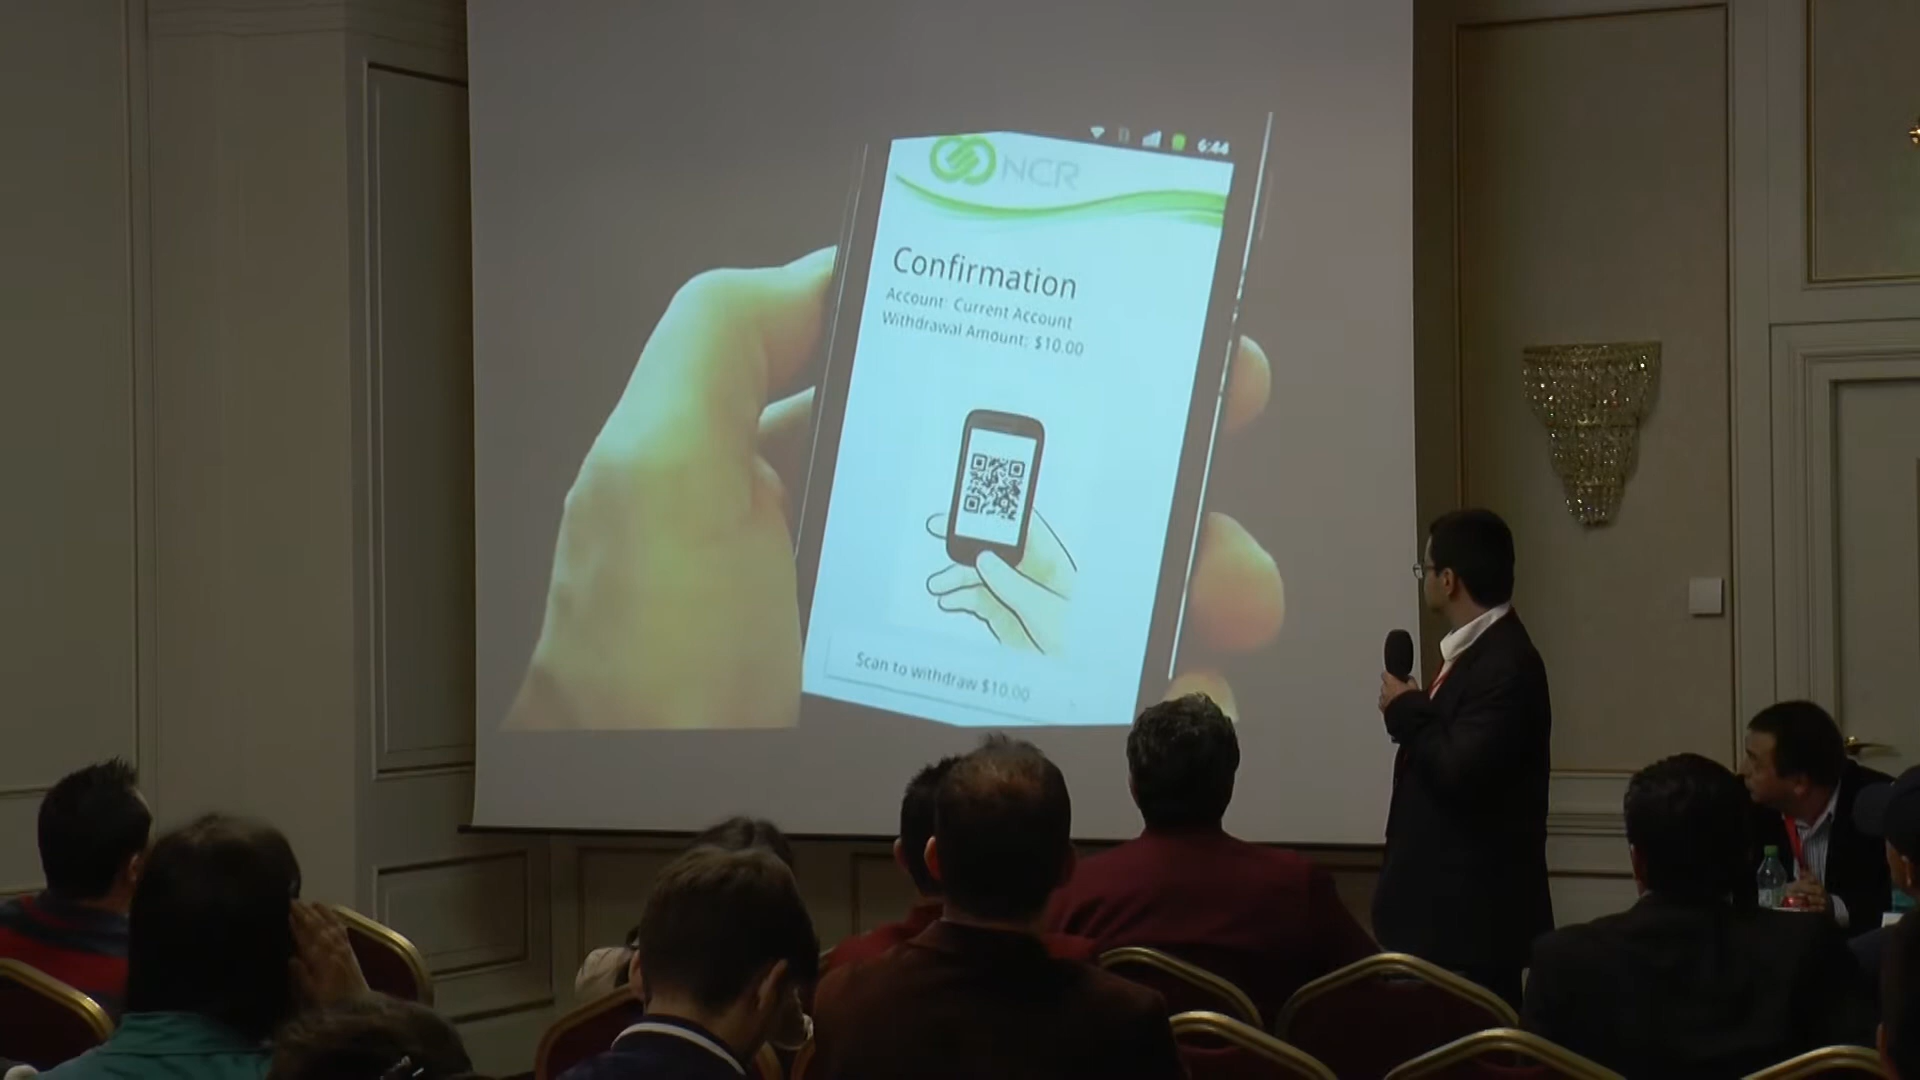 6:44
NCR
Confirmation
Account: Current Account
Withdrawal Amount: $10.00
Scan to withdraw $10.00